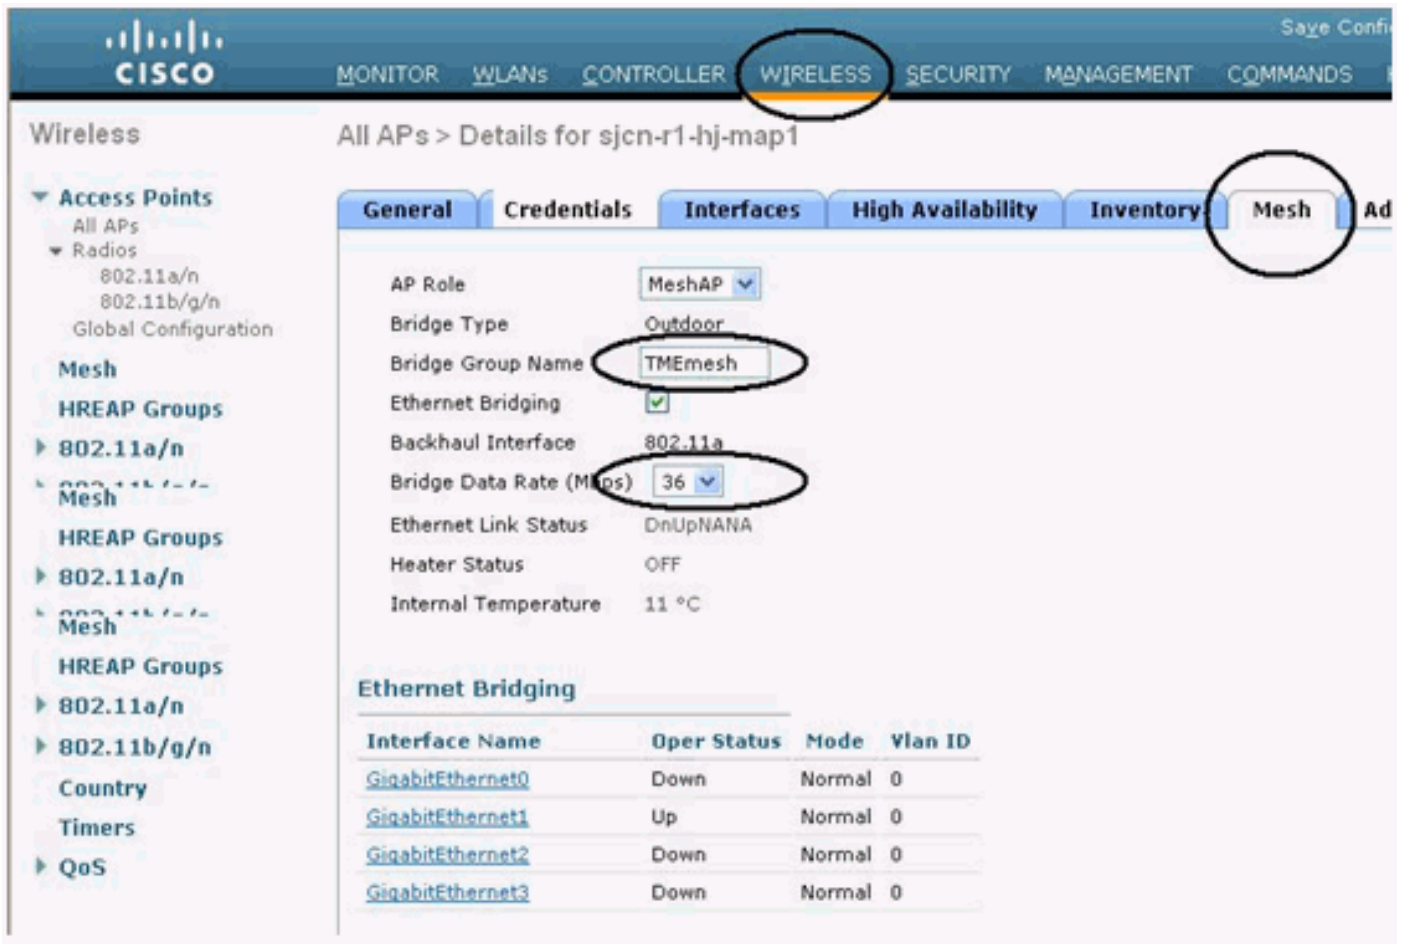 Save Confi
CISCO
MONITOR WLANs CONTROLLER WIRELESS SECURITY MANAGEMENT COMMANDS
Wireless
Access Points
All APs
Radios
802.11a/n
802.11b/g/n
Global Configuration
Mesh
HREAP Groups
802.11a/n
Mesh
HREAP Groups
802.11a/n
Mesh
HREAP Groups
802.11a/n
802.11b/g/n
Country
Timers
QoS
All APs > Details for sjcn-r1-hj-map1
General Credentials Interfaces High Availability Inventory Mesh Ad
AP Role MeshAP
Bridge Type Outdoor
Bridge Group Name TMEmesh
Ethernet Bridging
Backhaul Interface 802.11a
Bridge Data Rate (Mbps) 36
Ethernet Link Status DnUpNANA
Heater Status OFF
Internal Temperature 11 °C
Ethernet Bridging
Interface Name Oper Status Mode Vlan ID
GigabitEthernet0 Down Normal 0
GigabitEthernet1 Up Normal 0
GigabitEthernet2 Down Normal 0
GigabitEthernet3 Down Normal 0